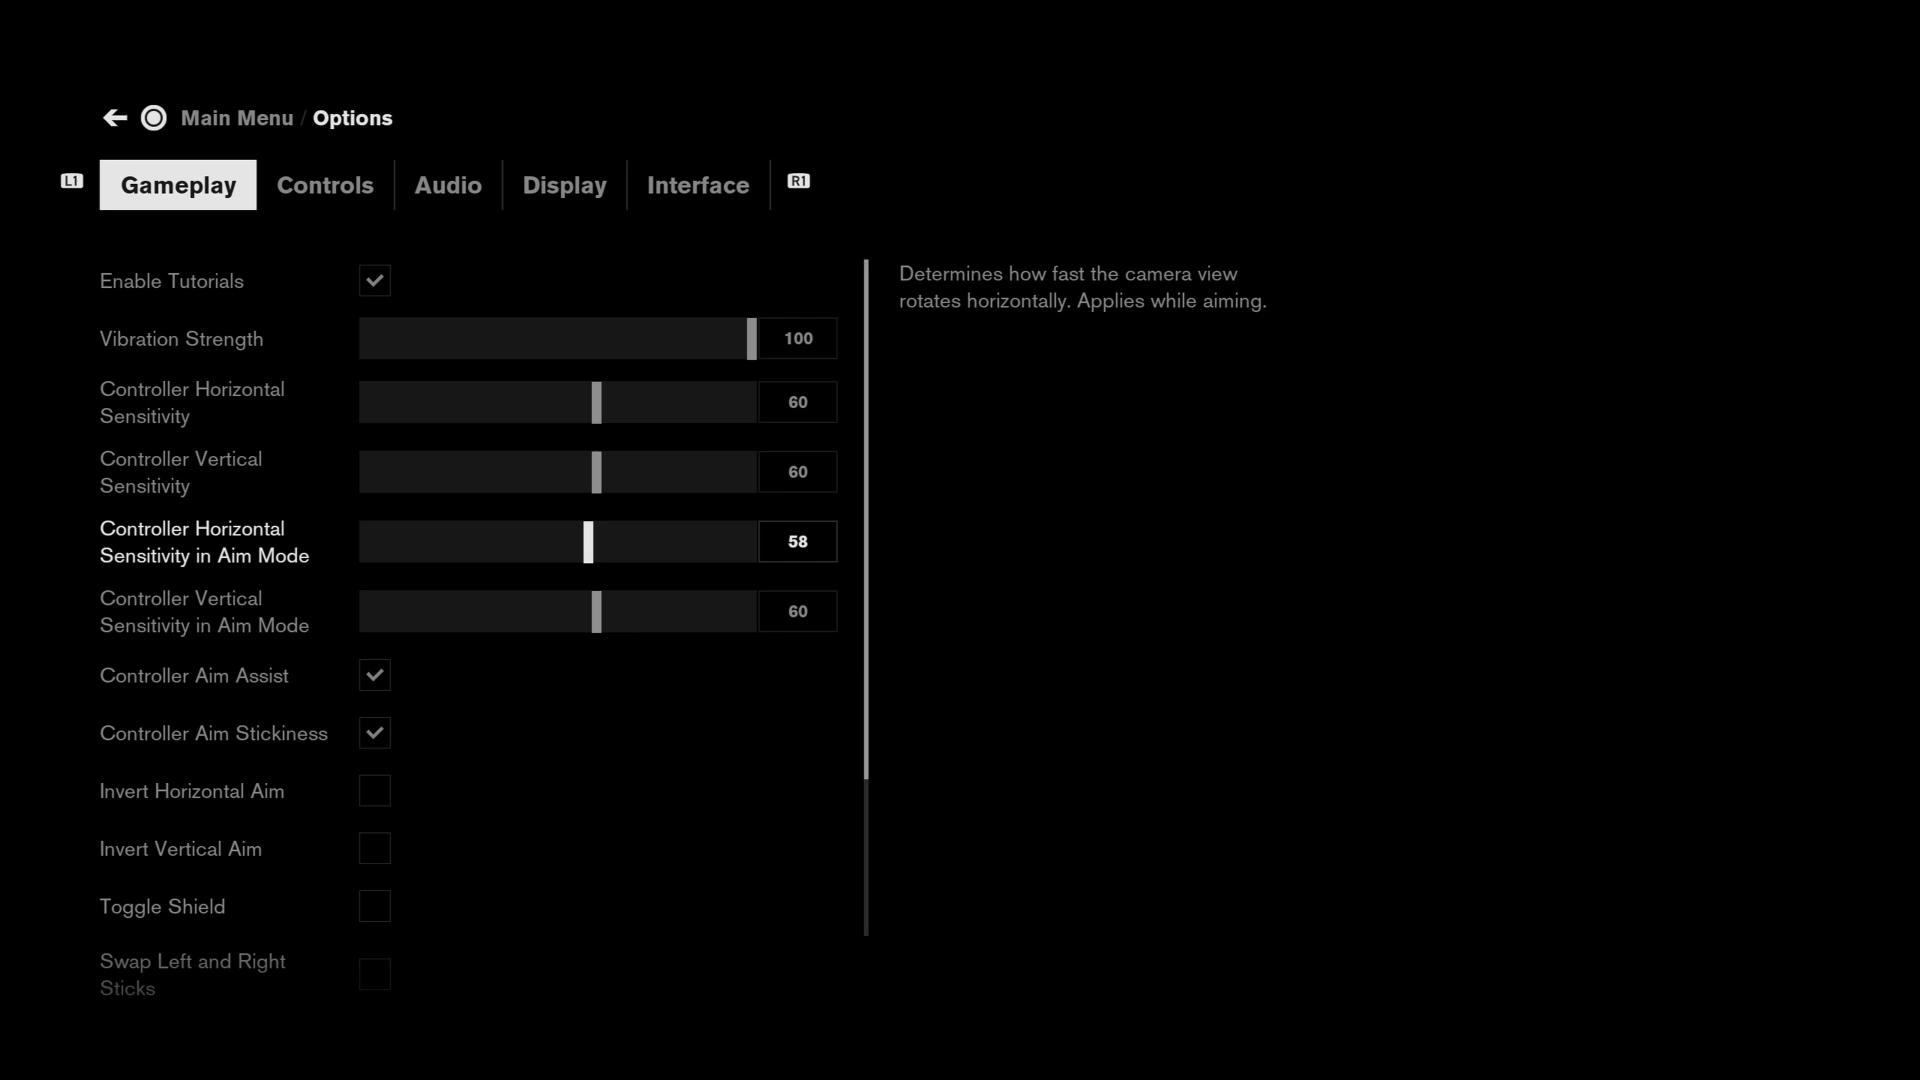 Main Menu / Options
L1 Gameplay Controls Audio Display Interface R1
Enable Tutorials
Vibration Strength 100
Controller Horizontal
Sensitivity 60
Controller Vertical
Sensitivity 60
Controller Horizontal
Sensitivity in Aim Mode 58
Controller Vertical
Sensitivity in Aim Mode 60
Controller Aim Assist
Controller Aim Stickiness
Invert Horizontal Aim
Invert Vertical Aim
Toggle Shield
Swap Left and Right
Sticks
Determines how fast the camera view
rotates horizontally. Applies while aiming.